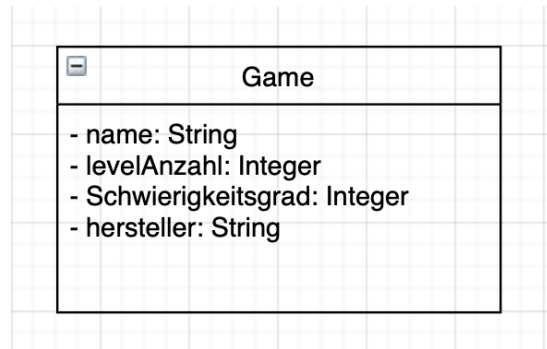 Game
- name: String
- levelAnzahl: Integer
- Schwierigkeitsgrad: Integer
- hersteller: String